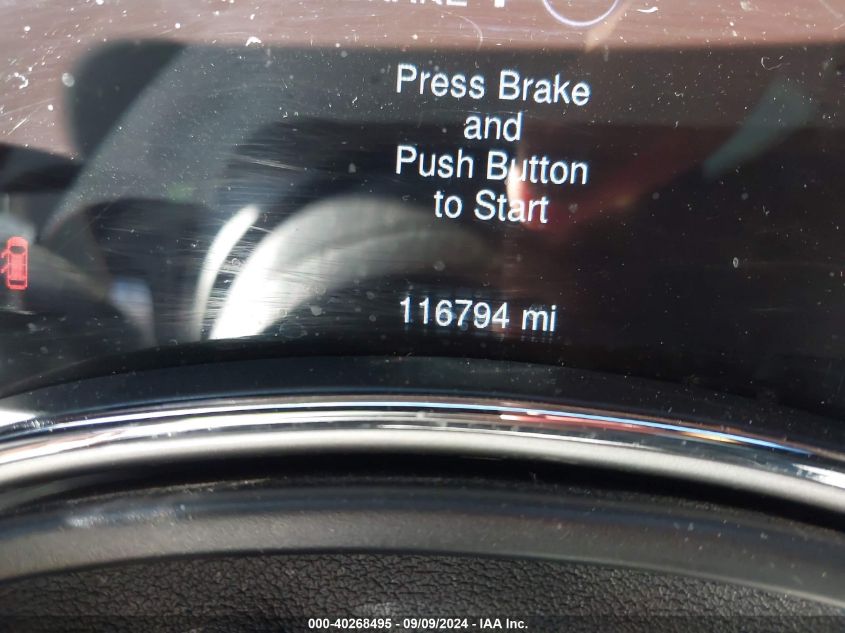 Press Brake
and
Push Button
to Start
116794 mi
000-40268495 - 09/09/2024 - IAA Inc.